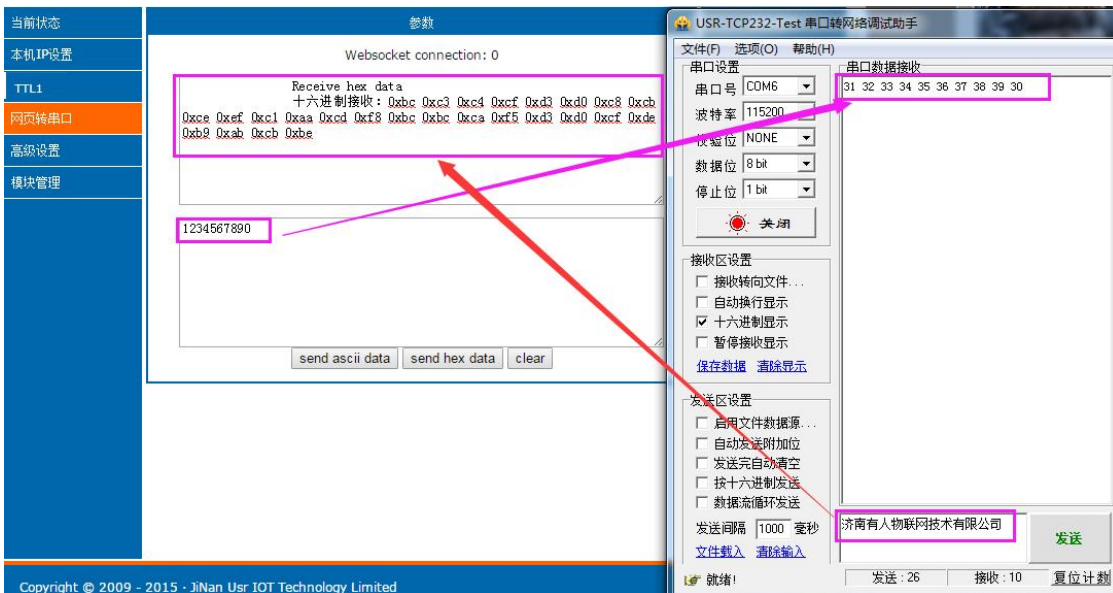 当前状态
本机IP设置
TTL1
网页转串口
高级设置
模块管理
参数
Websocket connection: 0
Receive hex data
十六进制接收：0xbc 0xc3 0xc4 0xcf 0xd3 0xd0 0xc8 0xcb
0xce 0xef 0xc1 0xaa 0xcd 0xf8 0xbc 0xbc 0xca 0xf5 0xd3 0xd0 0xcf 0xde
0xb9 0xab 0xcb 0xbe
1234567890
send ascii data
send hex data
clear
Copyright © 2009 - 2015 · JiNan Usr IOT Technology Limited
USR-TCP232-Test 串口转网络调试助手
文件(F) 选项(O) 帮助(H)
串口设置
串口号 COM6
波特率 115200
校验位 NONE
数据位 8 bit
停止位 1 bit
关闭
接收区设置
接收转向文件...
自动换行显示
十六进制显示
暂停接收显示
保存数据 清除显示
发送区设置
启用文件数据源...
自动发送附加位
发送完自动清空
按十六进制发送
数据流循环发送
发送间隔 1000 毫秒
文件载入 清除输入
串口数据接收
31 32 33 34 35 36 37 38 39 30
济南有人物联网技术有限公司
发送
就绪!
发送 : 26
接收 : 10
复位计数